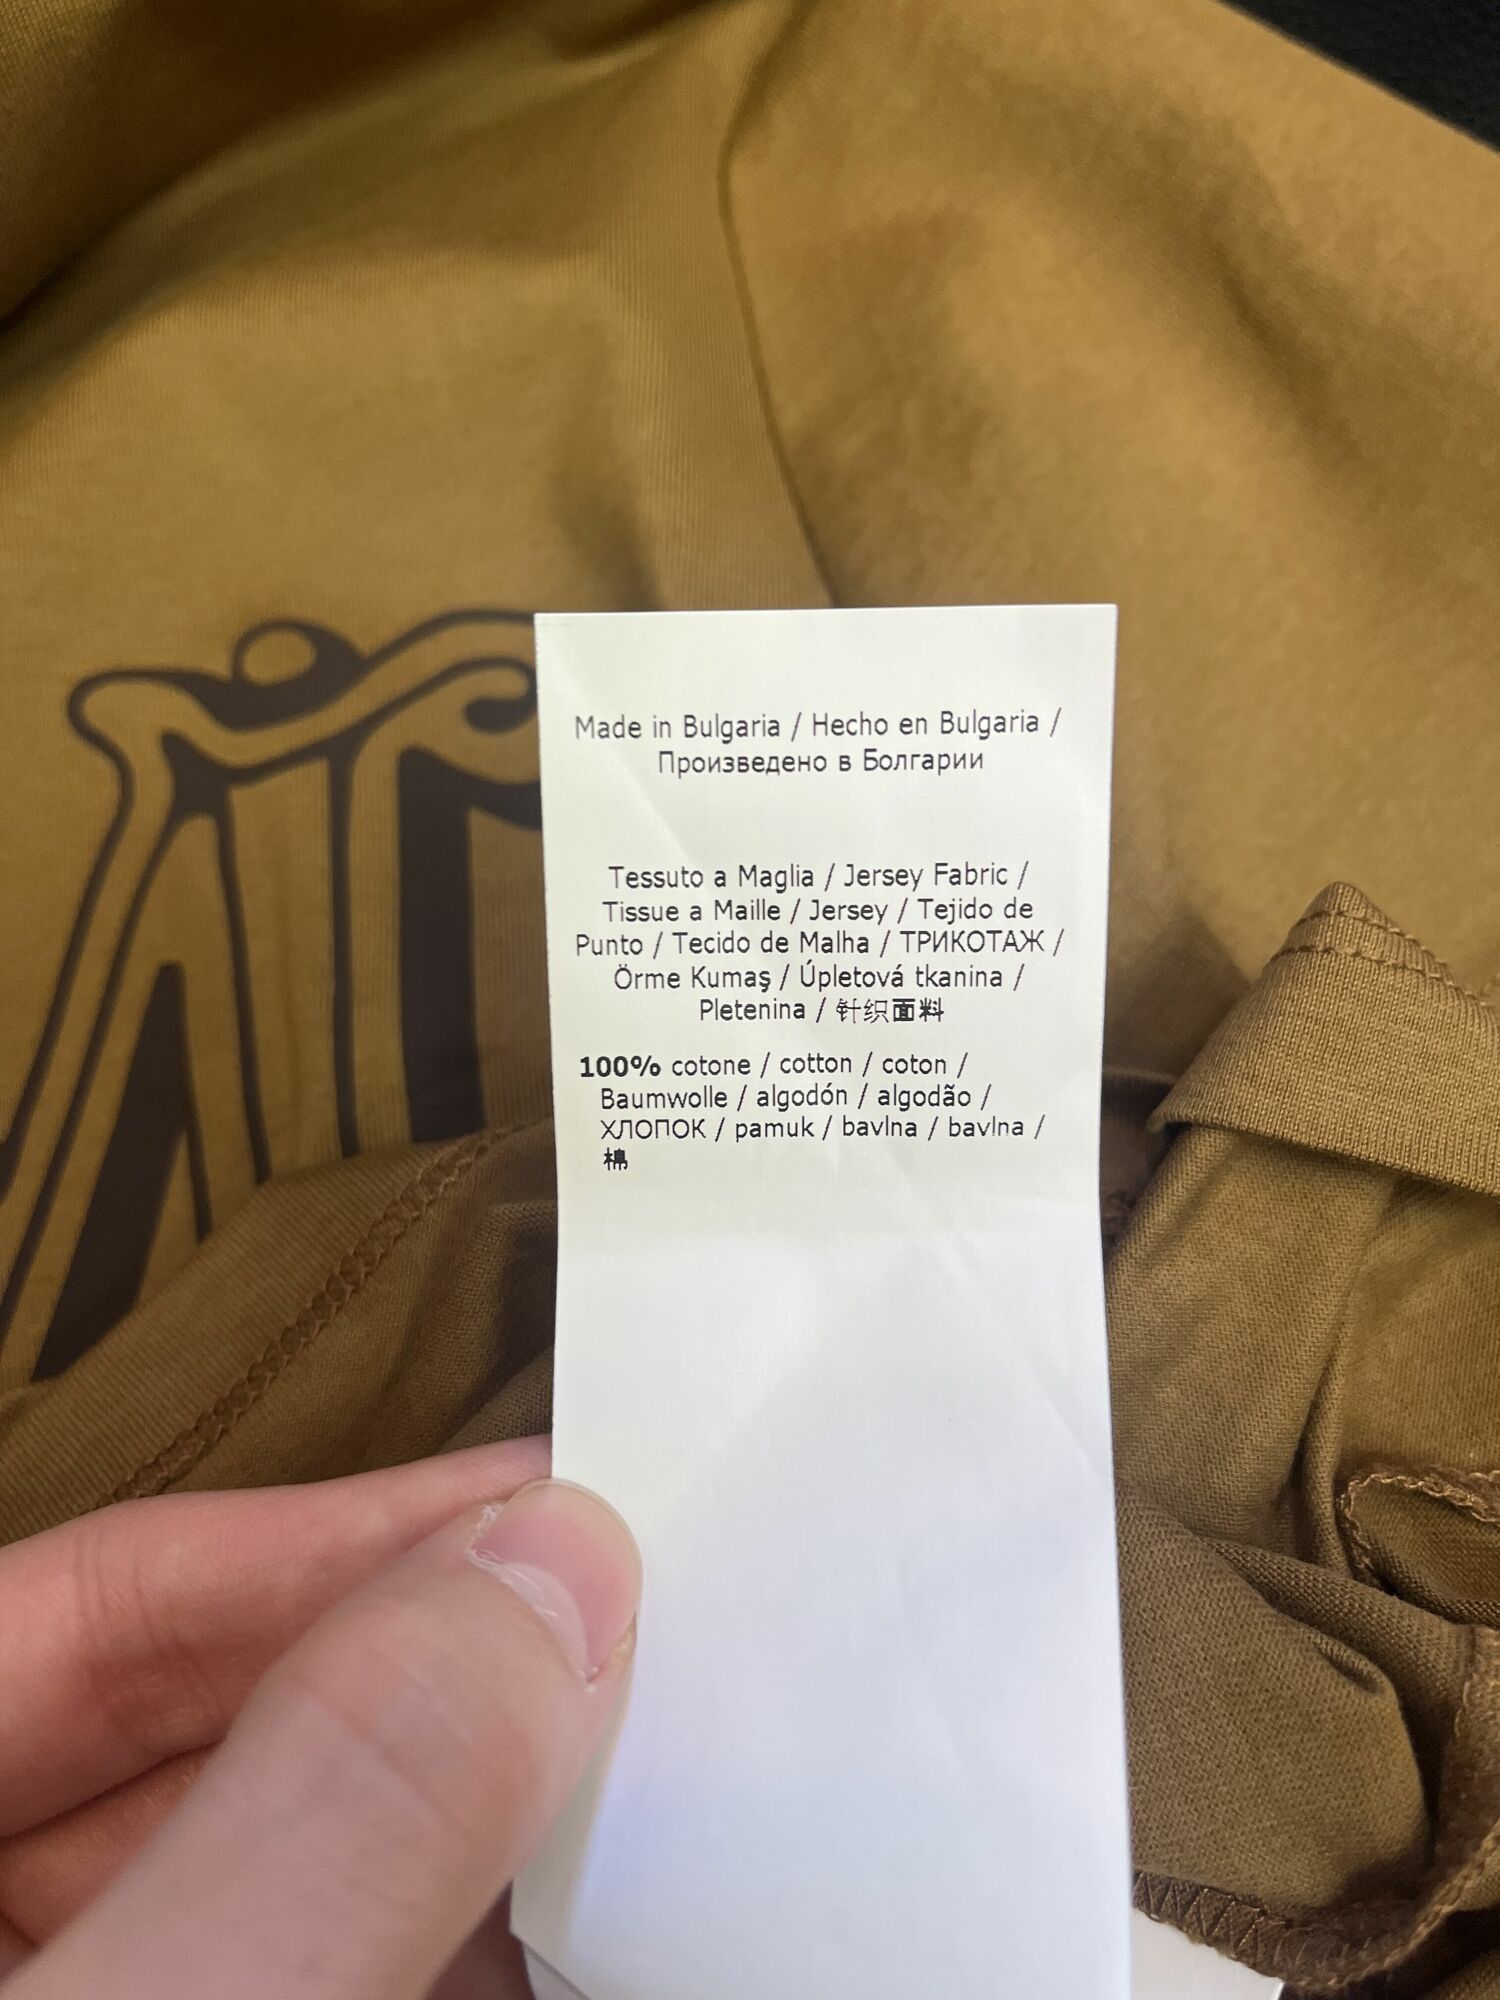 Made in Bulgaria / Hecho en Bulgaria /
Произведено в Болгарии
Tessuto a Maglia / Jersey Fabric /
Tissue a Maille / Jersey / Tejido de
Punto / Tecido de Malha / ТРИКОТАЖ /
Örme Kumaş / Úpletová tkanina /
Pletenina / 针织面料
100% cotone / cotton / coton /
Baumwolle / algodón / algodão /
ХЛОПОК / pamuk / bavlna / bavlna /
棉